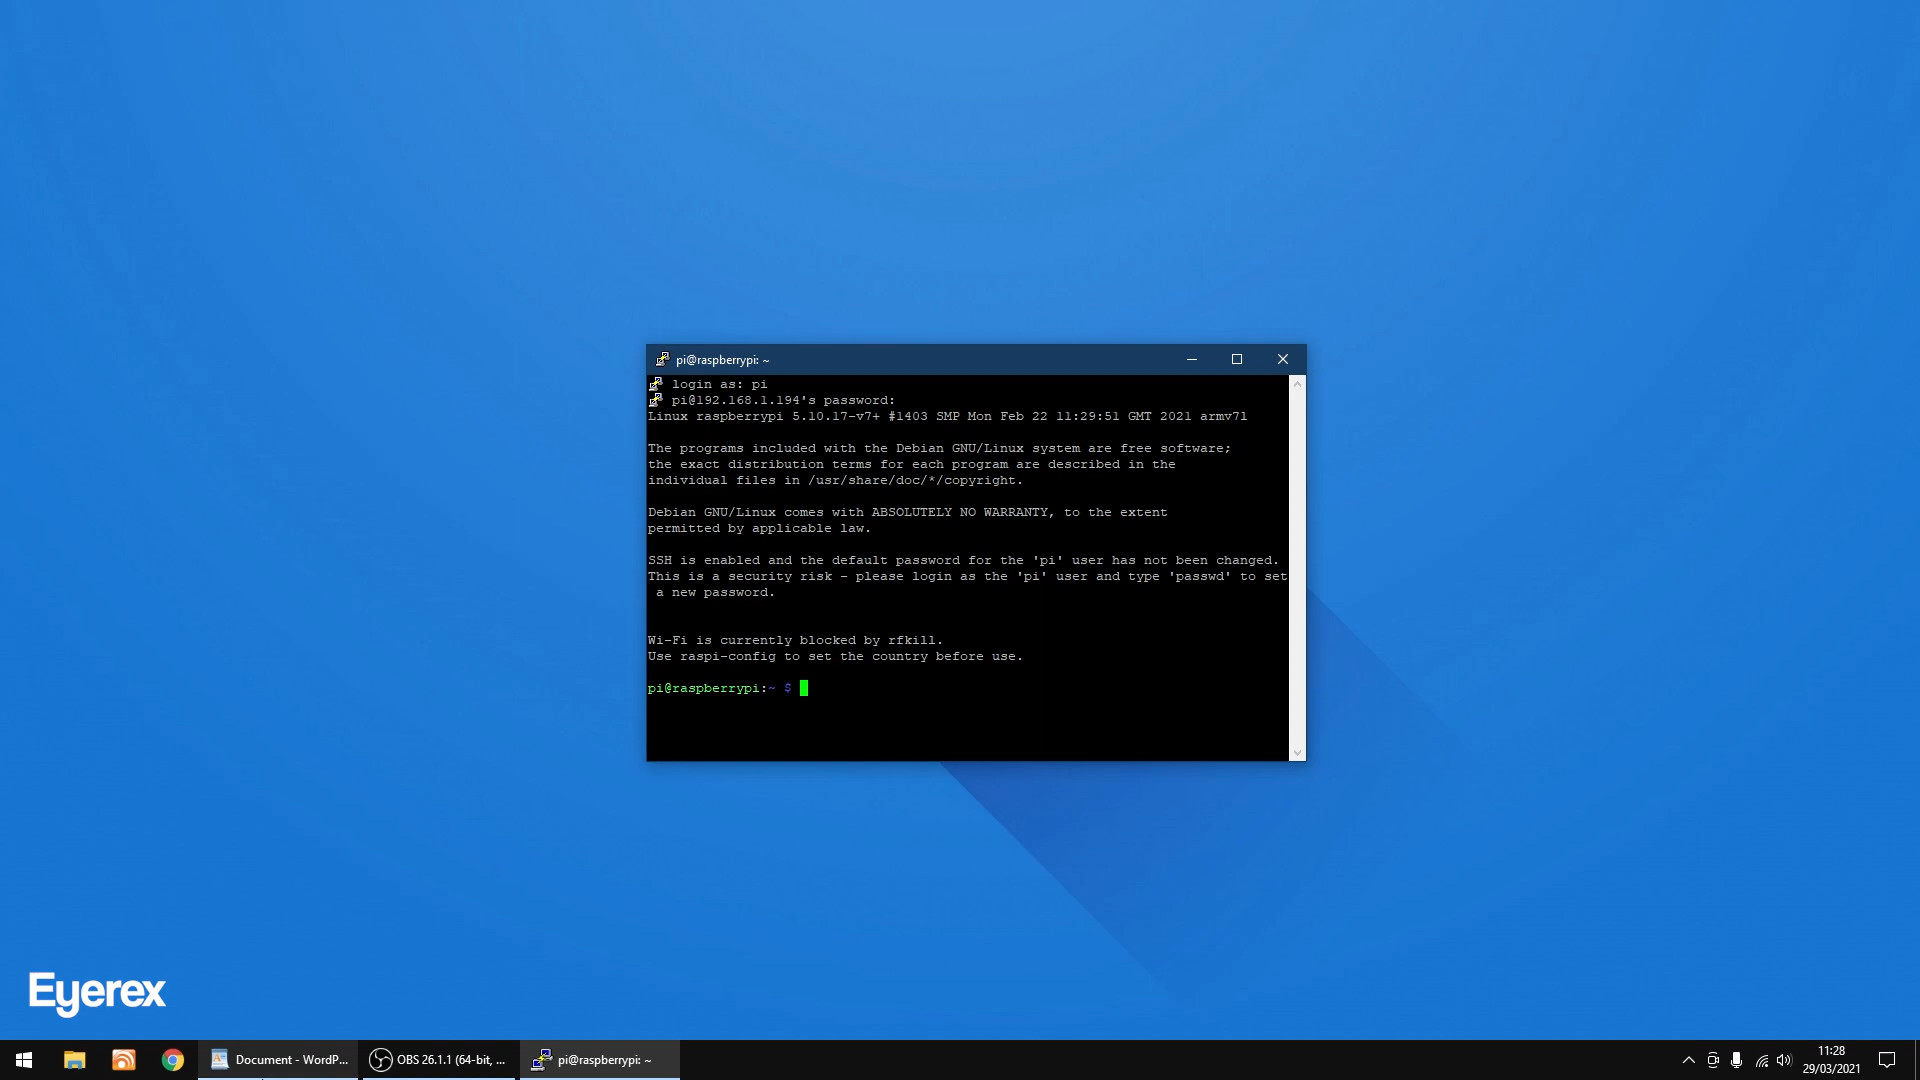 pi@raspberrypi: ~
login as: pi
pi@192.168.1.194's password:
Linux raspberrypi 5.10.17-v7+ #1403 SMP Mon Feb 22 11:29:51 GMT 2021 armv7l
The programs included with the Debian GNU/Linux system are free software;
the exact distribution terms for each program are described in the
individual files in /usr/share/doc/*/copyright.
Debian GNU/Linux comes with ABSOLUTELY NO WARRANTY, to the extent
permitted by applicable law.
SSH is enabled and the default password for the 'pi' user has not been changed.
This is a security risk - please login as the 'pi' user and type 'passwd' to set
a new password.
Wi-Fi is currently blocked by rfkill.
Use raspi-config to set the country before use.
pi@raspberrypi:~ $
Eyerex
Document - WordP...
OBS 26.1.1 (64-bit, ...
pi@raspberrypi: ~
11:28
29/03/2021